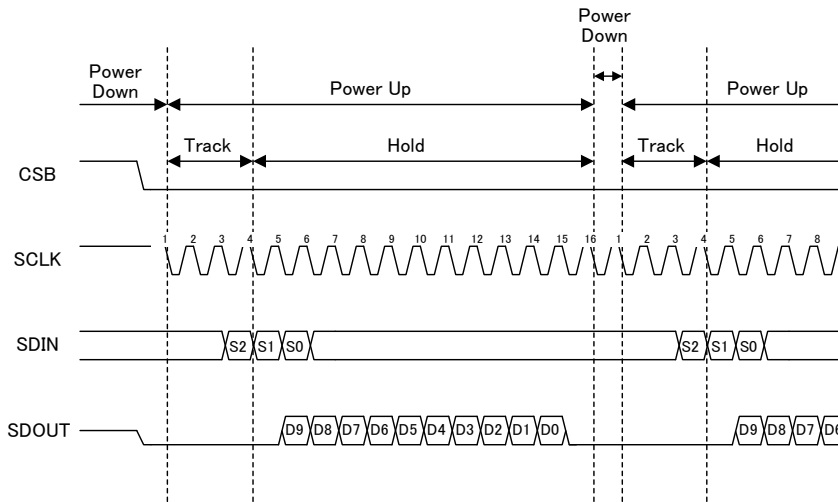 Power
Down
Power
Down
Power Up
Power Up
Track
Hold
Track
Hold
CSB
1 2 3 4 5 6 7 8 9 10 11 12 13 14 15 16 1 2 3 4 5 6 7 8
SCLK
SDIN
S2 S1 S0
S2 S1 S0
SDOUT
D9 D8 D7 D6 D5 D4 D3 D2 D1 D0
D9 D8 D7 D6